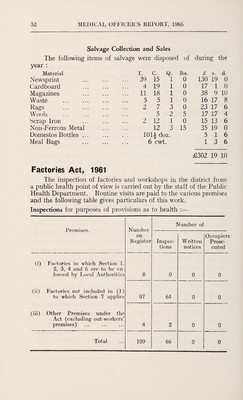 32 MEDICAL OFFICER'S REPORT, 1965
Salvage Collection and Sales
The following items of salvage were disposed of during the
year :
Material T. C. Q. lbs. £ s. d.
Newsprint ... 39 15 1 0 130 19 0
Cardboard ... 4 19 1 0 17 1 0
Magazines ... 11 18 1 0 38 9 10
Waste ... 5 5 1 0 16 17 8
Rags ... 2 7 3 0 23 17 6
Wools ... 5 2 5 17 17 4
Scrap Iron ... 2 12 1 0 15 13 6
Non-Ferrous Metal 12 3 15 35 19 0
Domestos Bottles ... 101¼ doz. 5 1 6
Meal Bags ... 6 cwt. 1 3 6
£302 19 10
Factories Act, 1961
The inspection of factories and workshops in the district from
a public health point of view is carried out by the staff of the Public
Health Department. Routine visits are paid to the various premises
and the following table gives particulars of this work.
Inspections for purposes of provisions as to health :—
Premises. Number on Register Number of
Inspections Written notices Occupiers Prosecuted
(i) Factories in which Section 1,
2, 3, 4 and 6 are to be en
forced by Local Authorities 8 0 0 0
(ii) Factories not included in (1)
to which Section 7 applies 97 64 0 0
(iii) Other Premises under the
Act (excluding out-workers'
premises) ... 4 2 0 0
Total ... 109 66 0 0